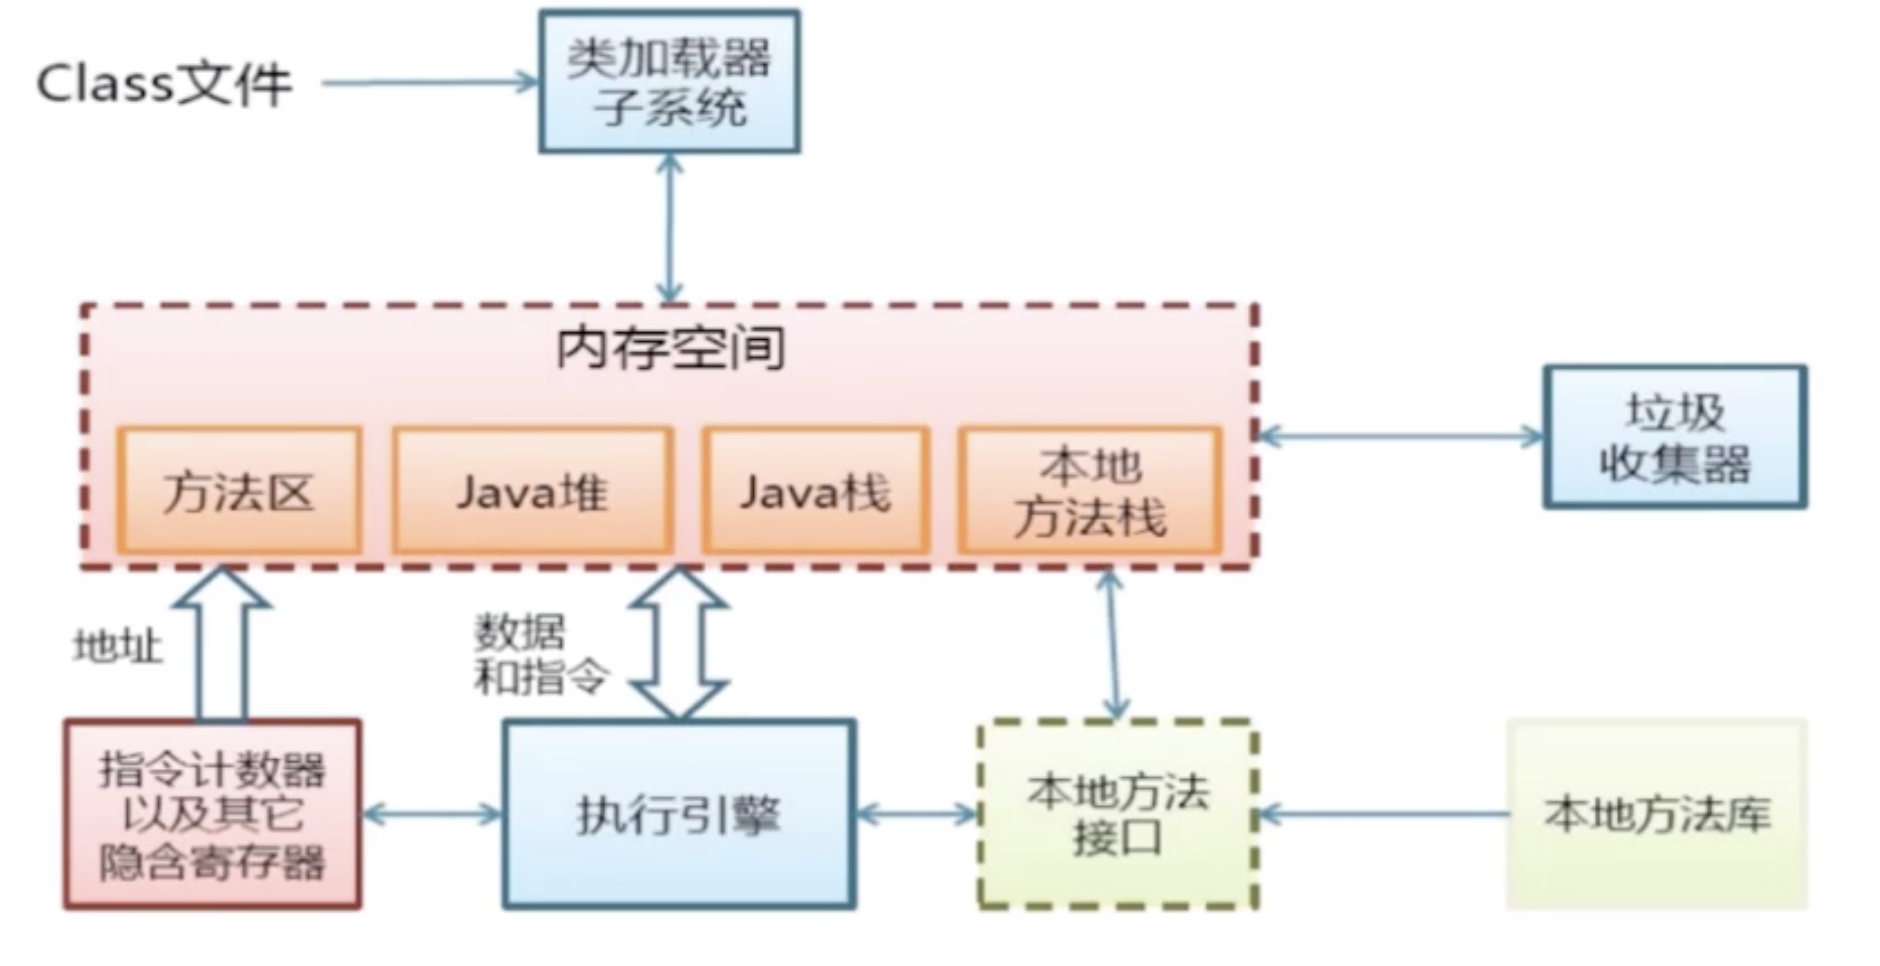 Class文件
类加载器
子系统
内存空间
方法区
Java堆
Java栈
本地
方法栈
垃圾
收集器
地址
数据
和指令
指令计数器
以及其它
隐含寄存器
执行引擎
本地方法
接口
本地方法库